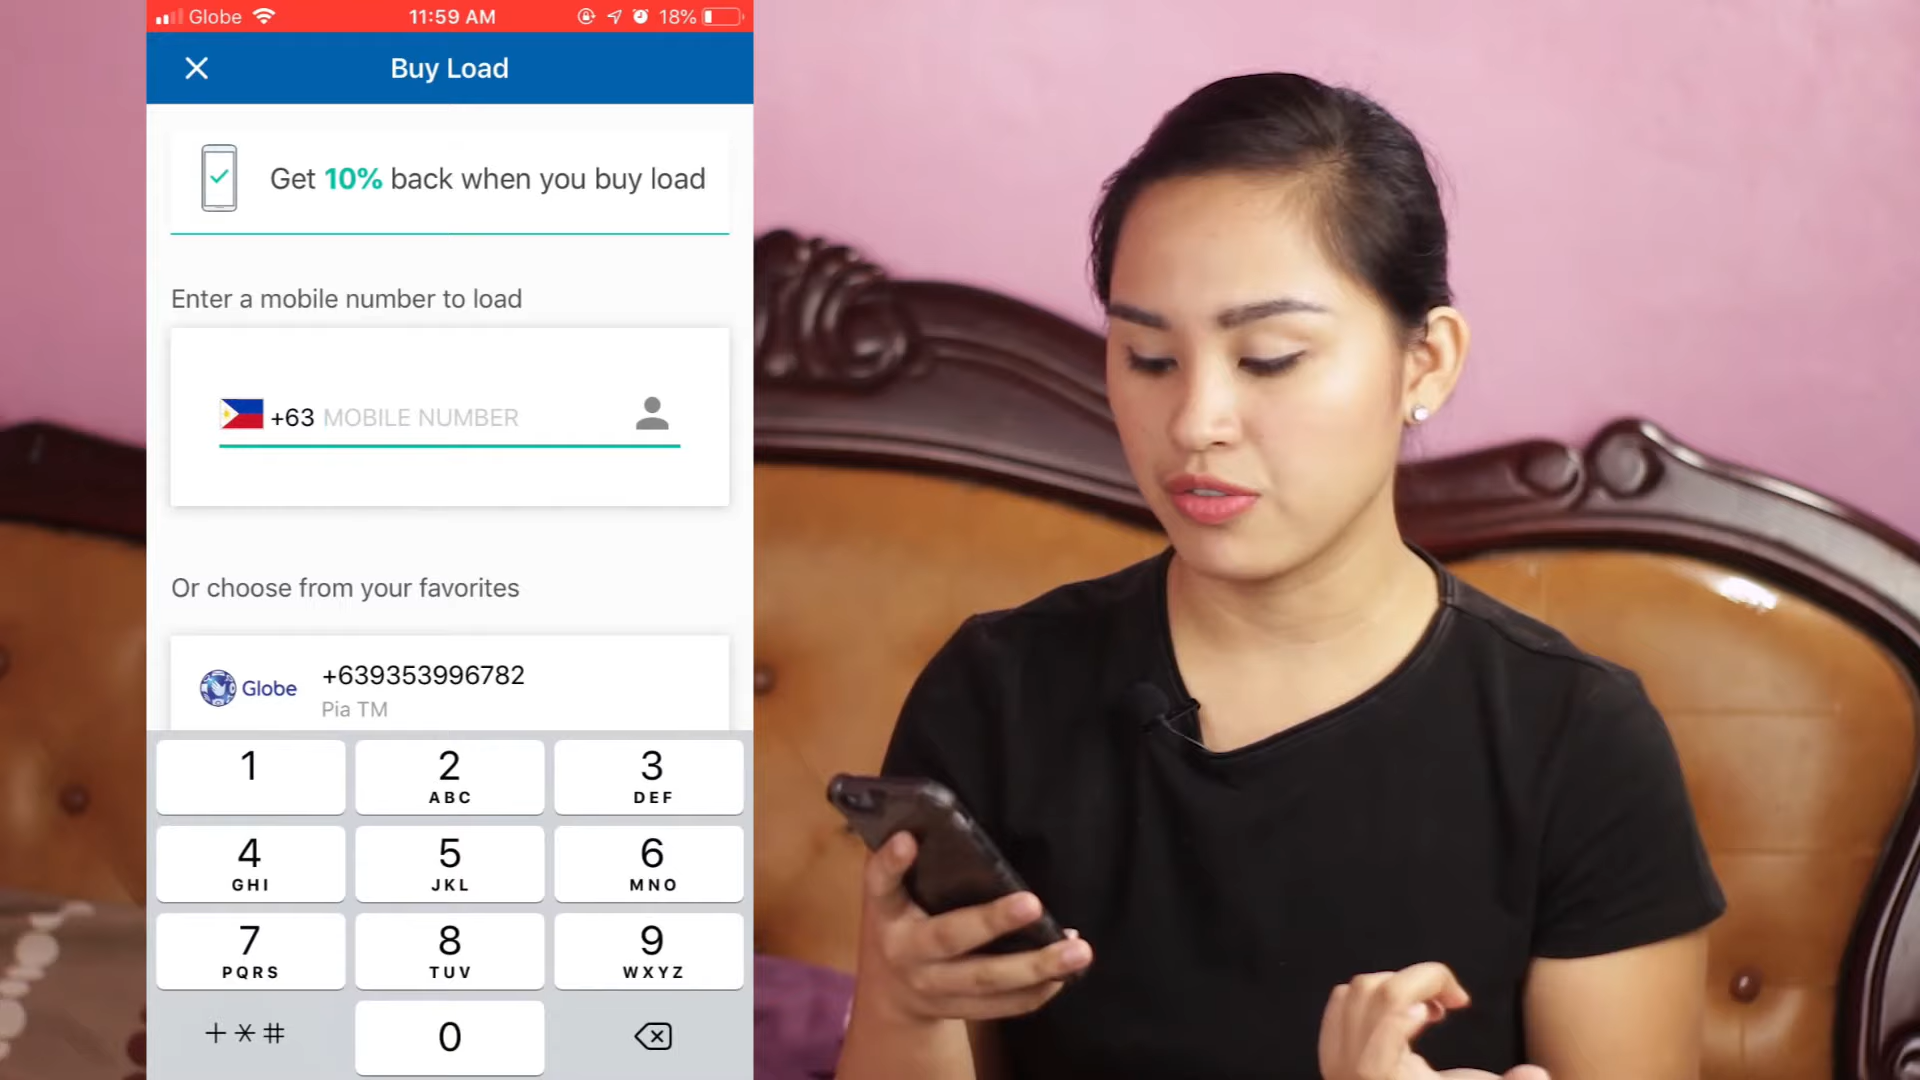 Globe 11:59 AM 18%
Buy Load
Get 10% back when you buy load
Enter a mobile number to load
+63 MOBILE NUMBER
Or choose from your favorites
Globe +639353996782
Pia TM
1 2 3
ABC DEF
4 5 6
GHI JKL MNO
7 8 9
PQRS TUV WXYZ
+*# 0